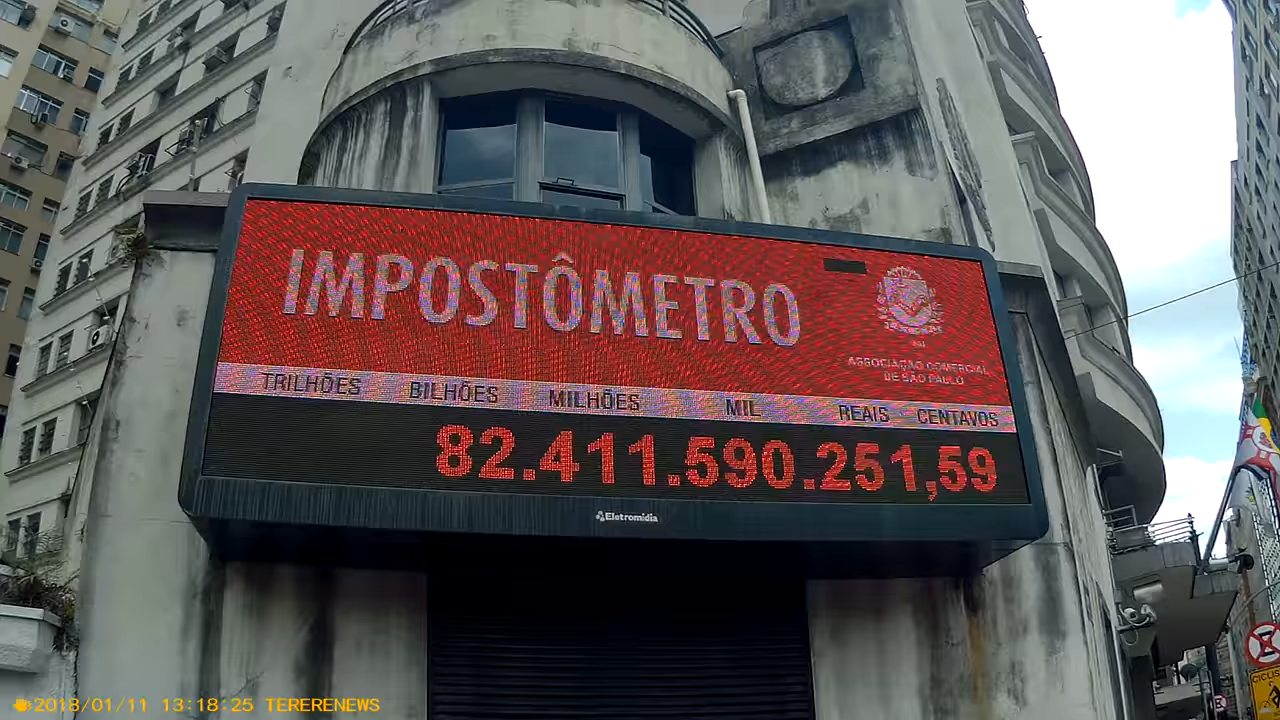 IMPOSTÔMETRO
ASSOCIAÇÃO COMERCIAL
DE SÃO PAULO
TRILHÕES BILHÕES MILHÕES MIL REAIS CENTAVOS
82.411.590.251,59
Eletromidia
CICLIS
2018/01/11 13:18:25 TERERENEWS